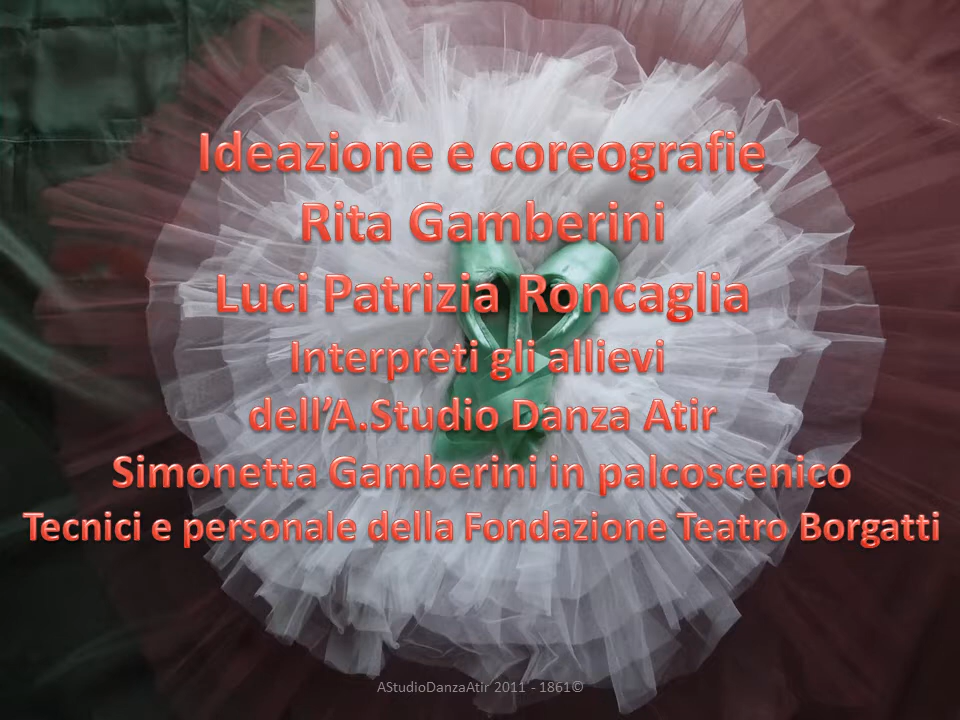 Ideazione e coreografie
Rita Gamberini
Luci Patrizia Roncaglia
Interpreti gli allievi
dell’A.Studio Danza Atir
Simonetta Gamberini in palcoscenico
Tecnici e personale della Fondazione Teatro Borgatti
AStudioDanzaAtir 2011 - 1861©